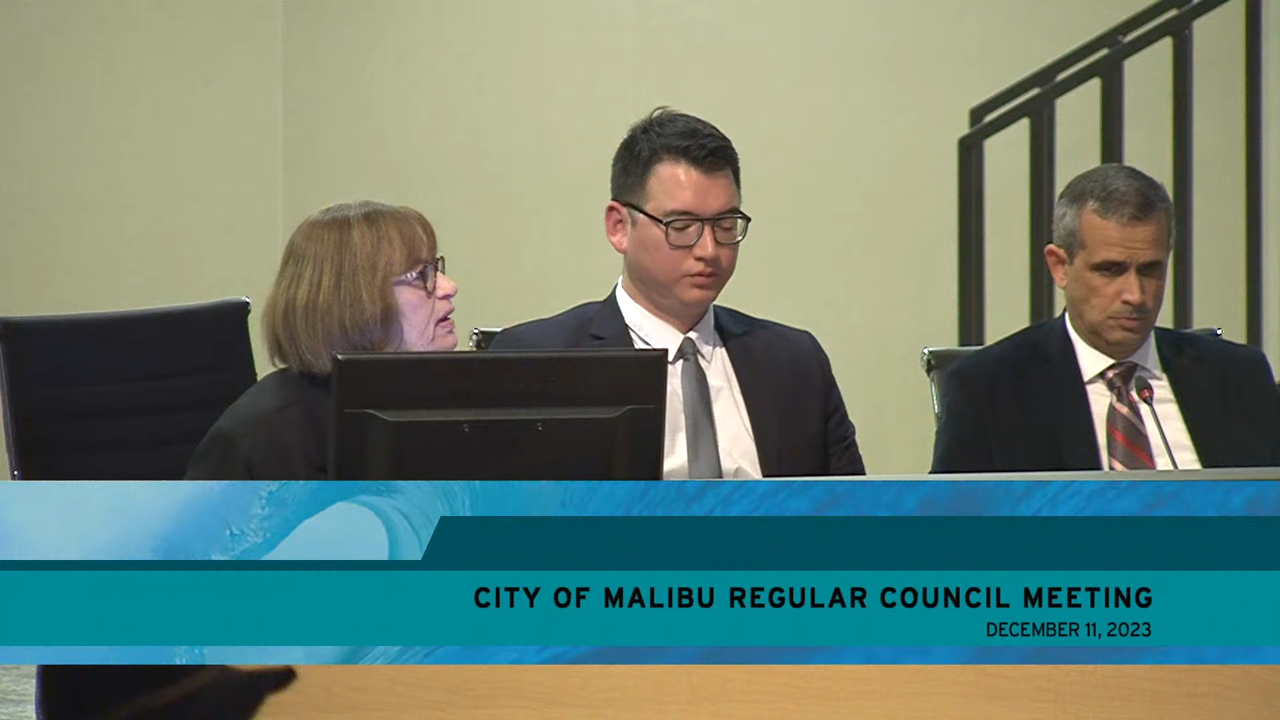 CITY OF MALIBU REGULAR COUNCIL MEETING
DECEMBER 11, 2023